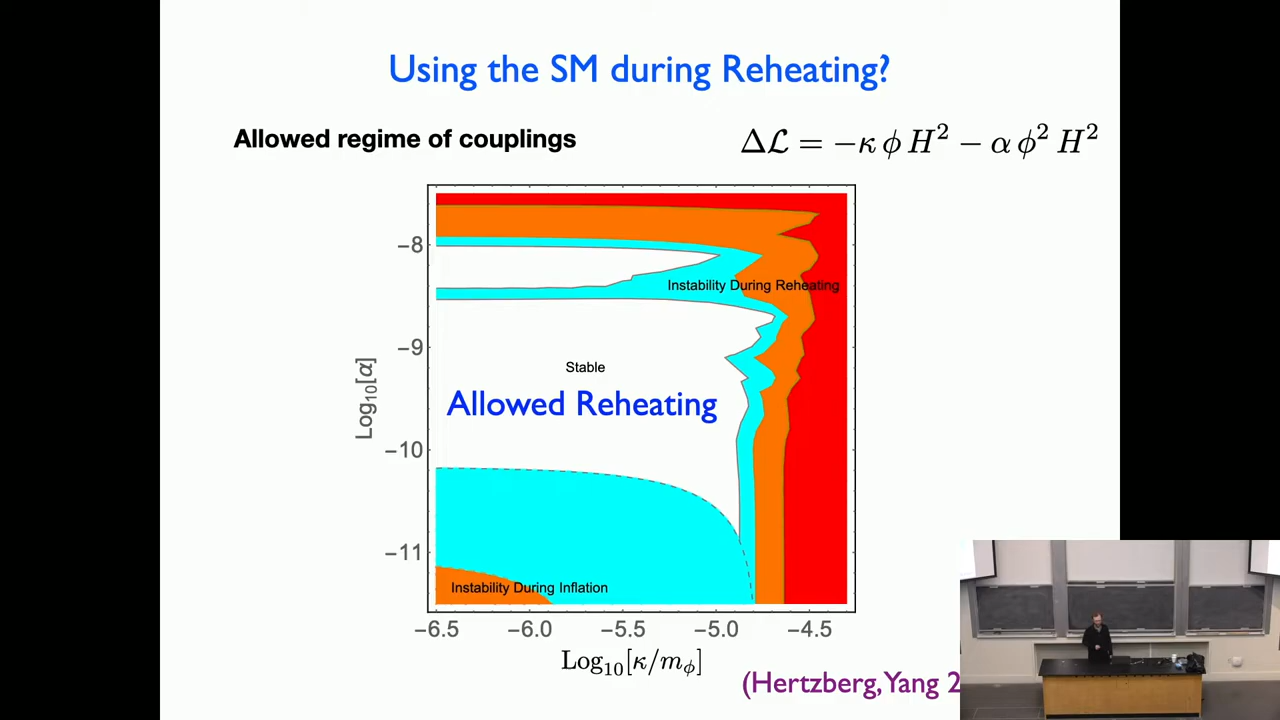 Using the SM during Reheating?
Allowed regime of couplings
Δℒ = −κ ϕ H² − α ϕ² H²
Instability During Reheating
Stable
Allowed Reheating
Instability During Inflation
Log₁₀[α]
−8
−9
−10
−11
−6.5 −6.0 −5.5 −5.0 −4.5
Log₁₀[κ/m_ϕ]
(Hertzberg, Yang 2